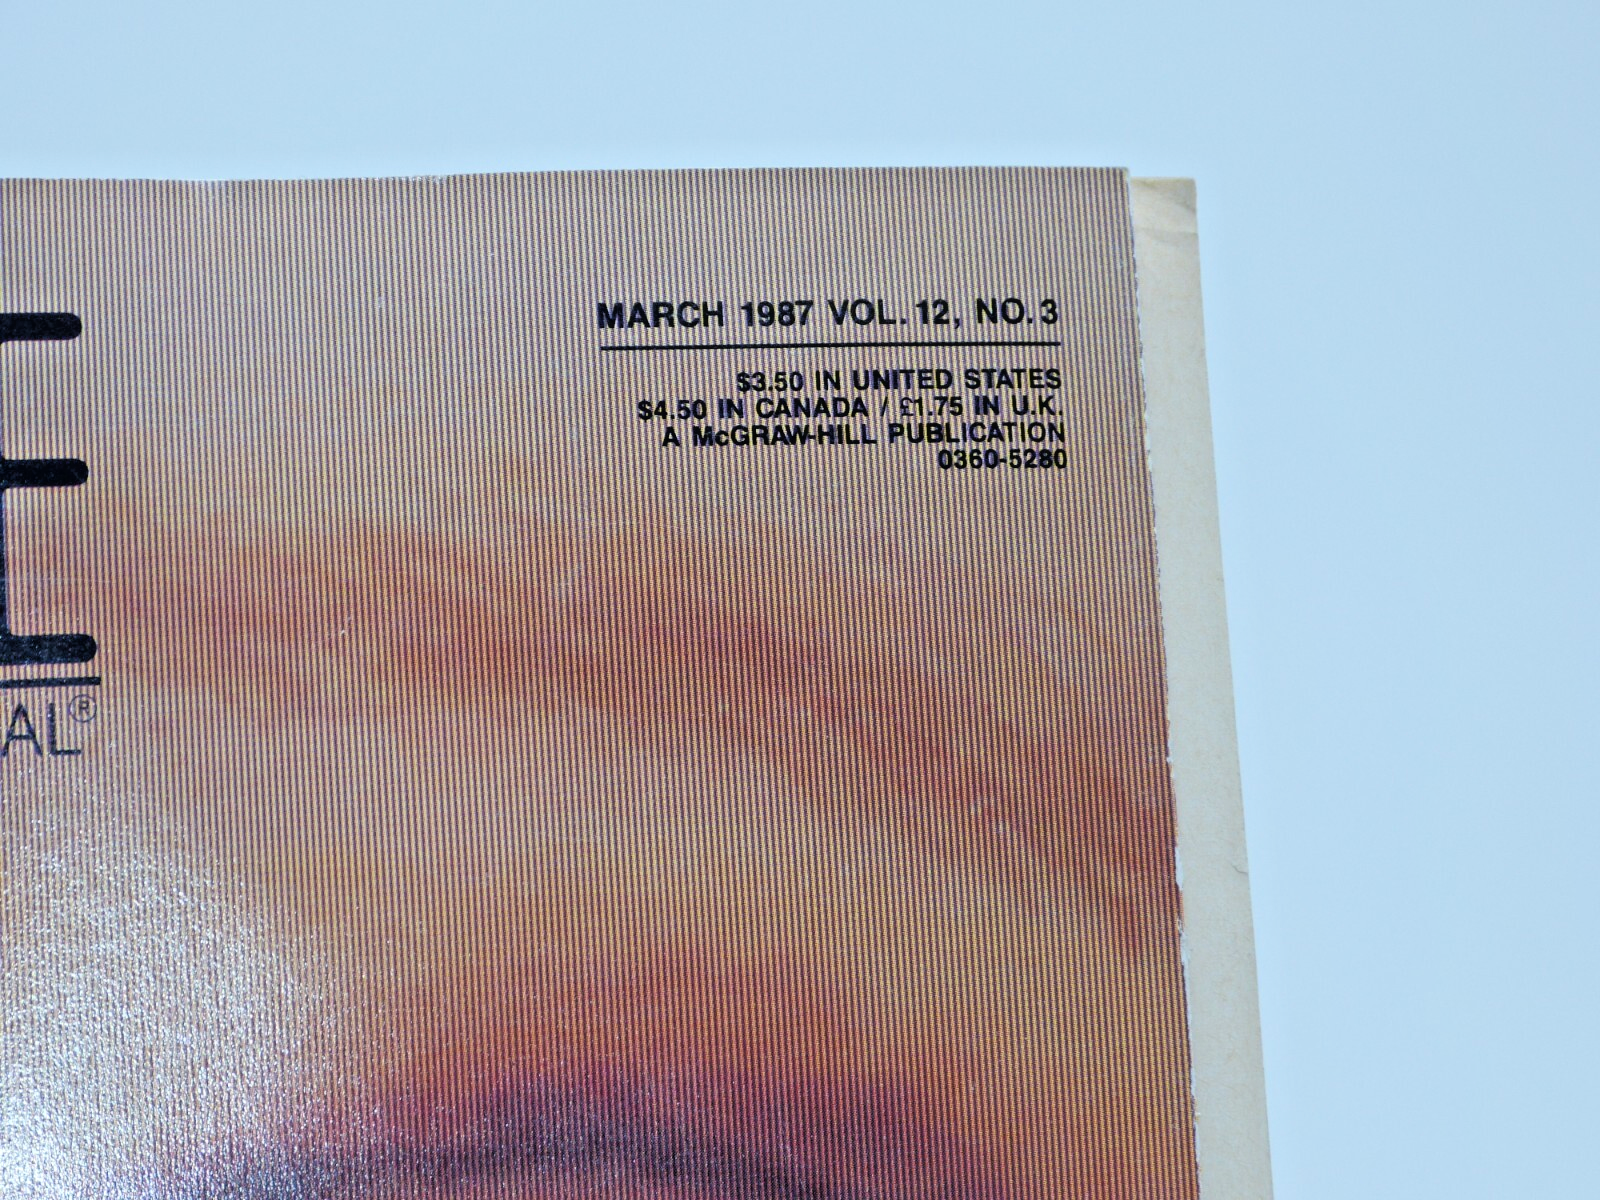 MARCH 1987 VOL. 12, NO. 3
$3.50 IN UNITED STATES
$4.50 IN CANADA / £1.75 IN U.K.
A McGRAW-HILL PUBLICATION
0360-5280
E
AL®